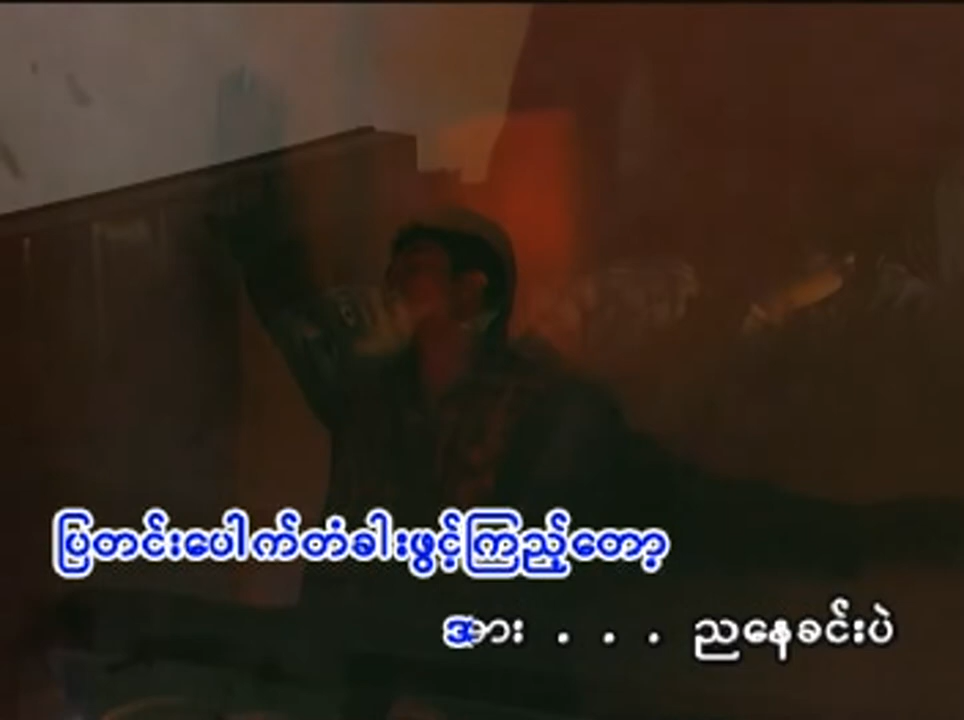 ပြတင်းပေါက်တံခါးဖွင့်ကြည့်တော့
အား . . . ညနေခင်းပဲ